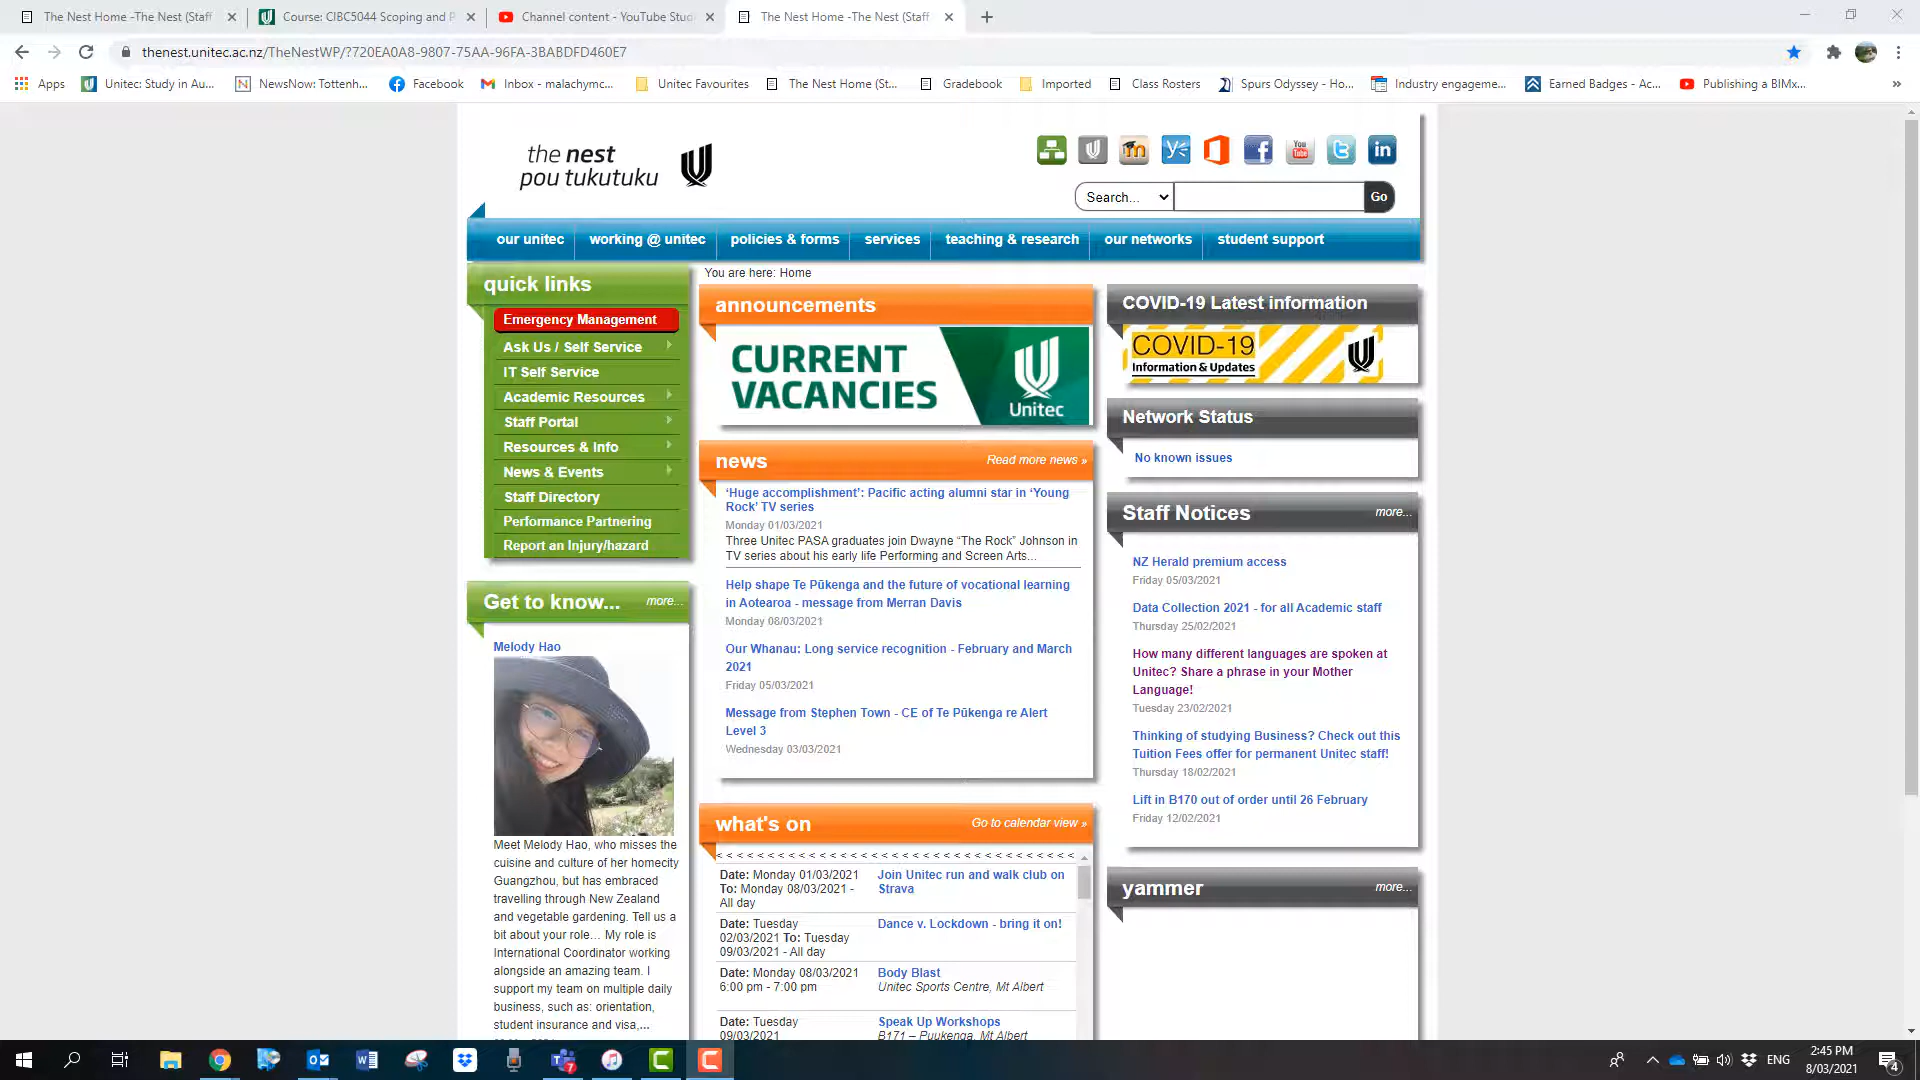 The Nest Home -The Nest (Staff
Course: CIBC5044 Scoping and P
Channel content - YouTube Stud
The Nest Home -The Nest (Staff
thenest.unitec.ac.nz/TheNestWP/?720EA0A8-9807-75AA-96FA-3BABDFD460E7
Apps
Unitec: Study in Au...
NewsNow: Tottenh...
Facebook
Inbox - malachymc...
Unitec Favourites
The Nest Home (St...
Gradebook
Imported
Class Rosters
Spurs Odyssey - Ho...
Industry engageme...
Earned Badges - Ac...
Publishing a BIMx...
»
the nest
pou tukutuku
You
Tube
in
Search...
Go
our unitec
working @ unitec
policies & forms
services
teaching & research
our networks
student support
quick links
Emergency Management
Ask Us / Self Service
IT Self Service
Academic Resources
Staff Portal
Resources & Info
News & Events
Staff Directory
Performance Partnering
Report an Injury/hazard
Get to know...
more...
Melody Hao
Meet Melody Hao, who misses the
cuisine and culture of her homecity
Guangzhou, but has embraced
travelling through New Zealand
and vegetable gardening. Tell us a
bit about your role… My role is
International Coordinator working
alongside an amazing team. I
support my team on multiple daily
business, such as: orientation,
student insurance and visa,...
You are here: Home
announcements
CURRENT
VACANCIES
Unitec
news
Read more news »
‘Huge accomplishment’: Pacific acting alumni star in ‘Young
Rock’ TV series
Monday 01/03/2021
Three Unitec PASA graduates join Dwayne “The Rock” Johnson in
TV series about his early life Performing and Screen Arts...
Help shape Te Pūkenga and the future of vocational learning
in Aotearoa - message from Merran Davis
Monday 08/03/2021
Our Whanau: Long service recognition - February and March
2021
Friday 05/03/2021
Message from Stephen Town - CE of Te Pūkenga re Alert
Level 3
Wednesday 03/03/2021
what's on
Go to calendar view »
< < < < < < < < < < < < < < < < < < < < < < < < < < < < < < < <
Date: Monday 01/03/2021
To: Monday 08/03/2021 -
All day
Join Unitec run and walk club on
Strava
Date: Tuesday
02/03/2021 To: Tuesday
09/03/2021 - All day
Dance v. Lockdown - bring it on!
Date: Monday 08/03/2021
6:00 pm - 7:00 pm
Body Blast
Unitec Sports Centre, Mt Albert
Date: Tuesday
09/03/2021
Speak Up Workshops
B171 – Puukenga, Mt Albert
COVID-19 Latest information
COVID-19
Information & Updates
Network Status
No known issues
Staff Notices
more...
NZ Herald premium access
Friday 05/03/2021
Data Collection 2021 - for all Academic staff
Thursday 25/02/2021
How many different languages are spoken at
Unitec? Share a phrase in your Mother
Language!
Tuesday 23/02/2021
Thinking of studying Business? Check out this
Tuition Fees offer for permanent Unitec staff!
Thursday 18/02/2021
Lift in B170 out of order until 26 February
Friday 12/02/2021
yammer
more...
7
ENG
2:45 PM
8/03/2021
4